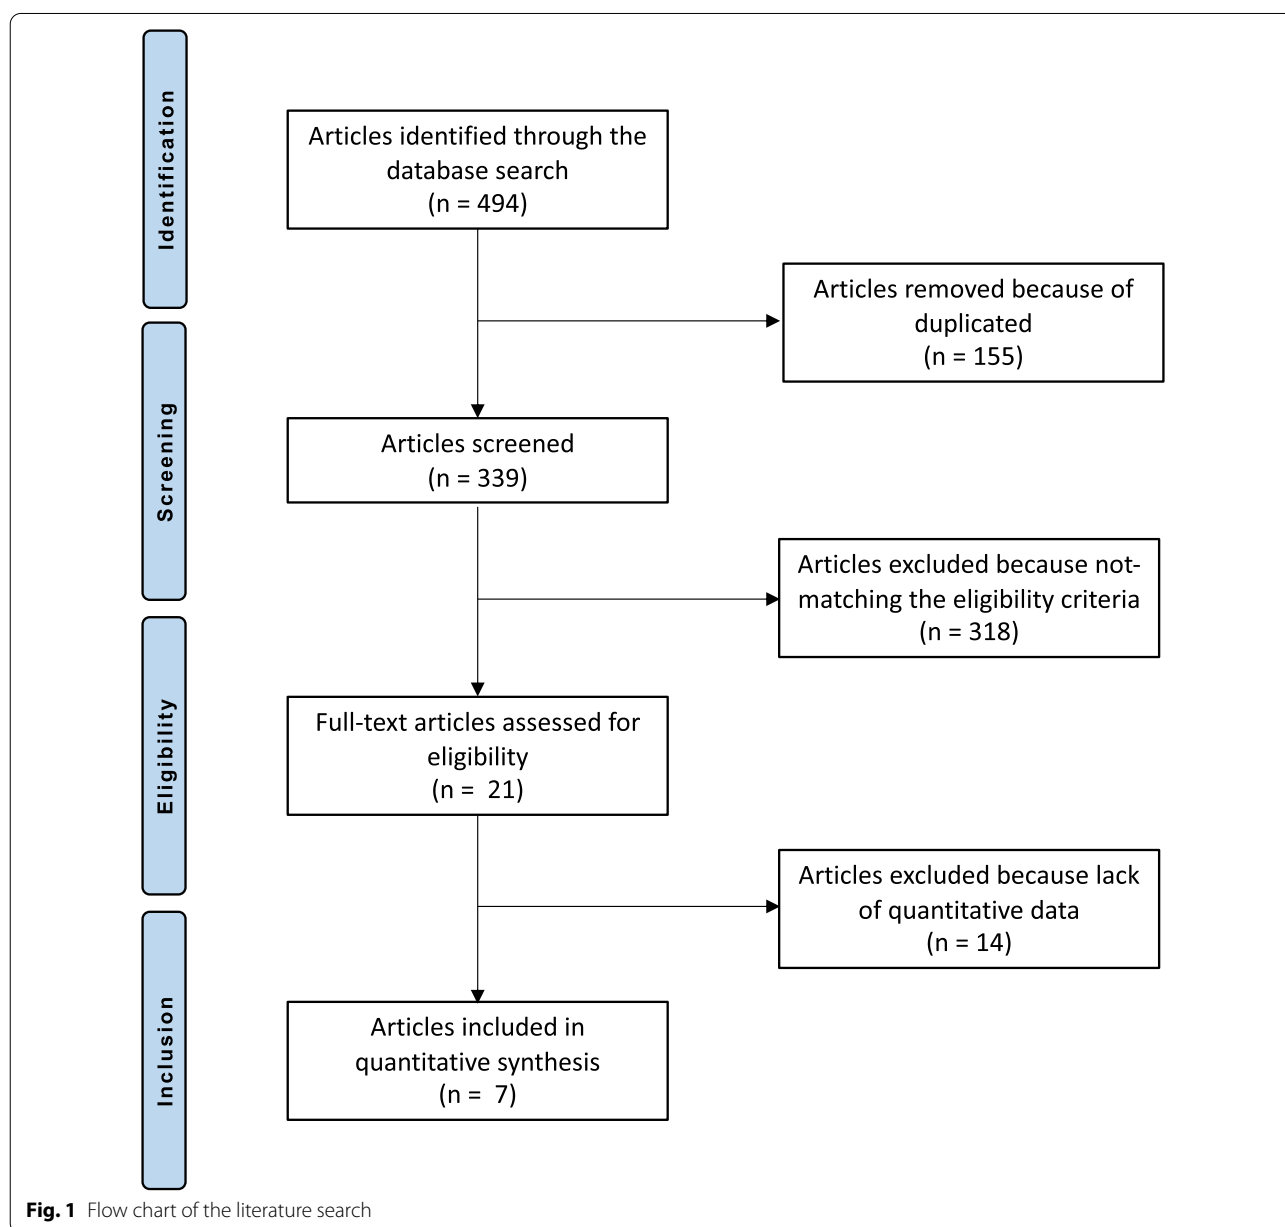 Identification
Articles identified through the
database search
(n = 494)
Articles removed because of
duplicated
(n = 155)
Screening
Articles screened
(n = 339)
Articles excluded because not-
matching the eligibility criteria
(n = 318)
Eligibility
Full-text articles assessed for
eligibility
(n =  21)
Articles excluded because lack
of quantitative data
(n = 14)
Inclusion
Articles included in
quantitative synthesis
(n =  7)
Fig. 1  Flow chart of the literature search